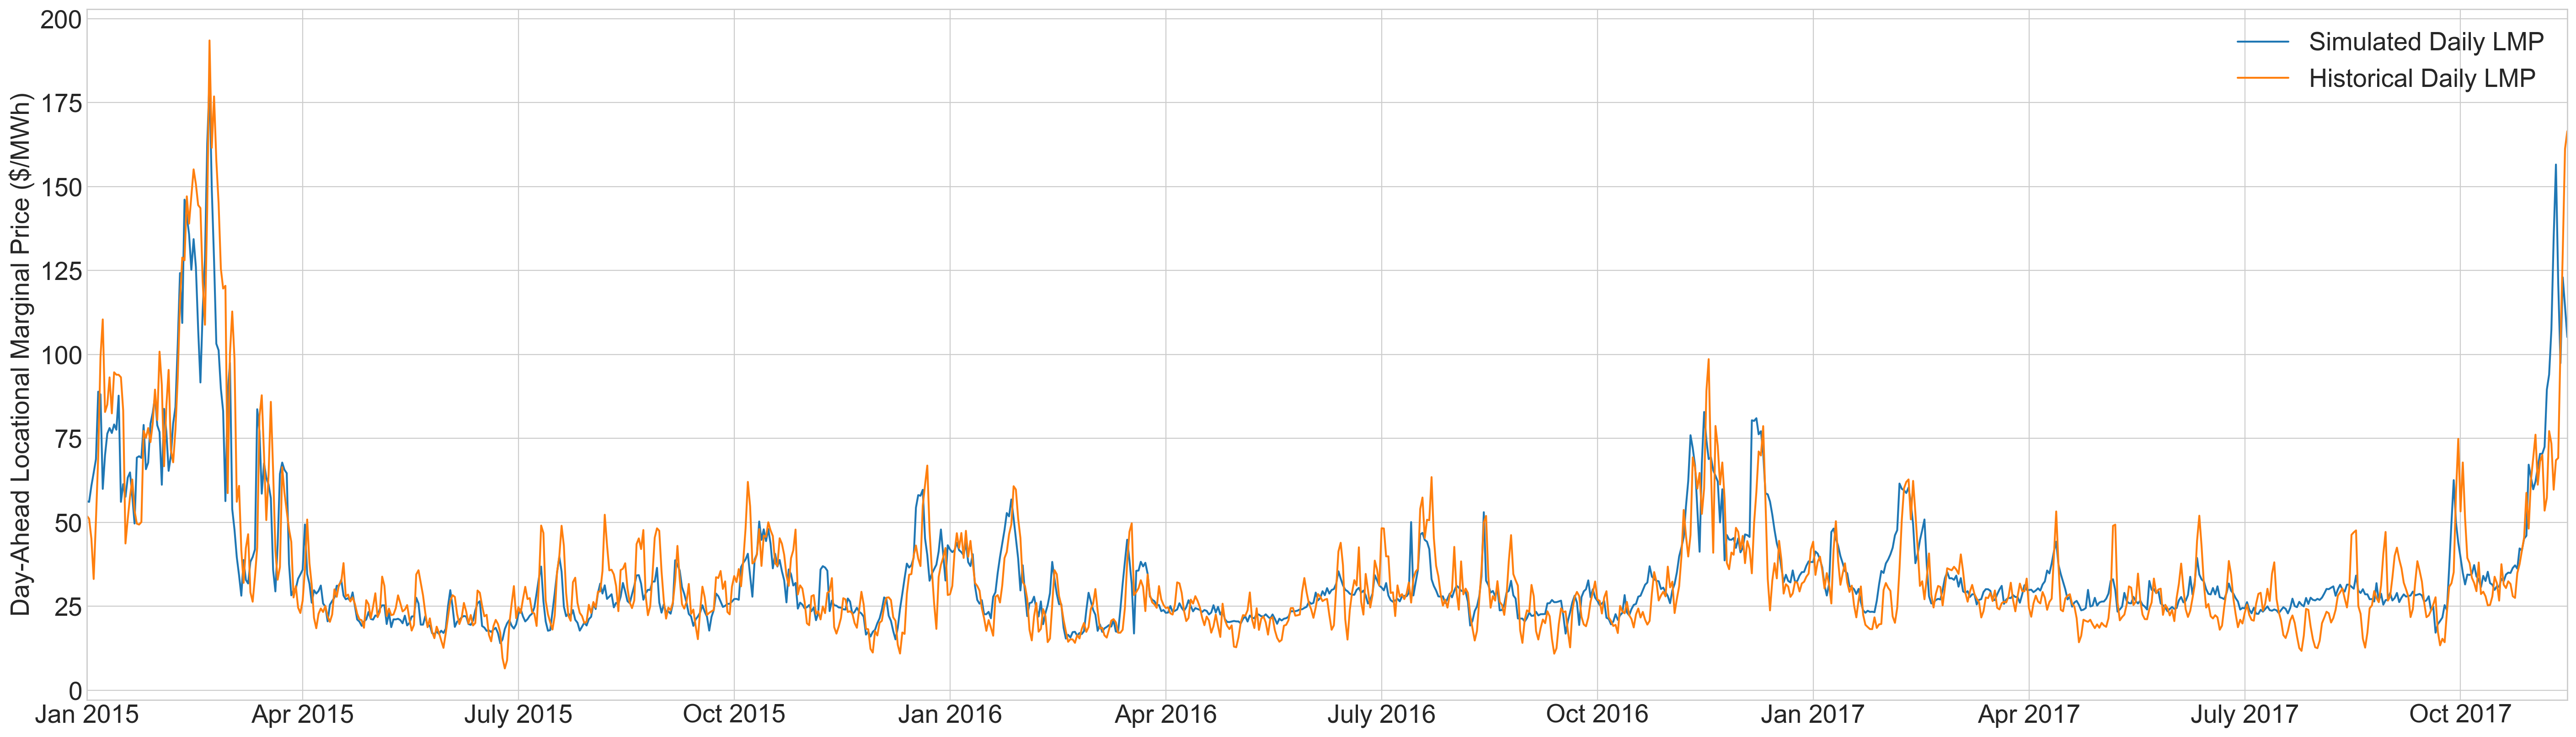 Day-Ahead Locational Marginal Price ($/MWh)
200
175
150
125
100
75
50
25
0
Simulated Daily LMP
Historical Daily LMP
Jan 2015
Apr 2015
July 2015
Oct 2015
Jan 2016
Apr 2016
July 2016
Oct 2016
Jan 2017
Apr 2017
July 2017
Oct 2017